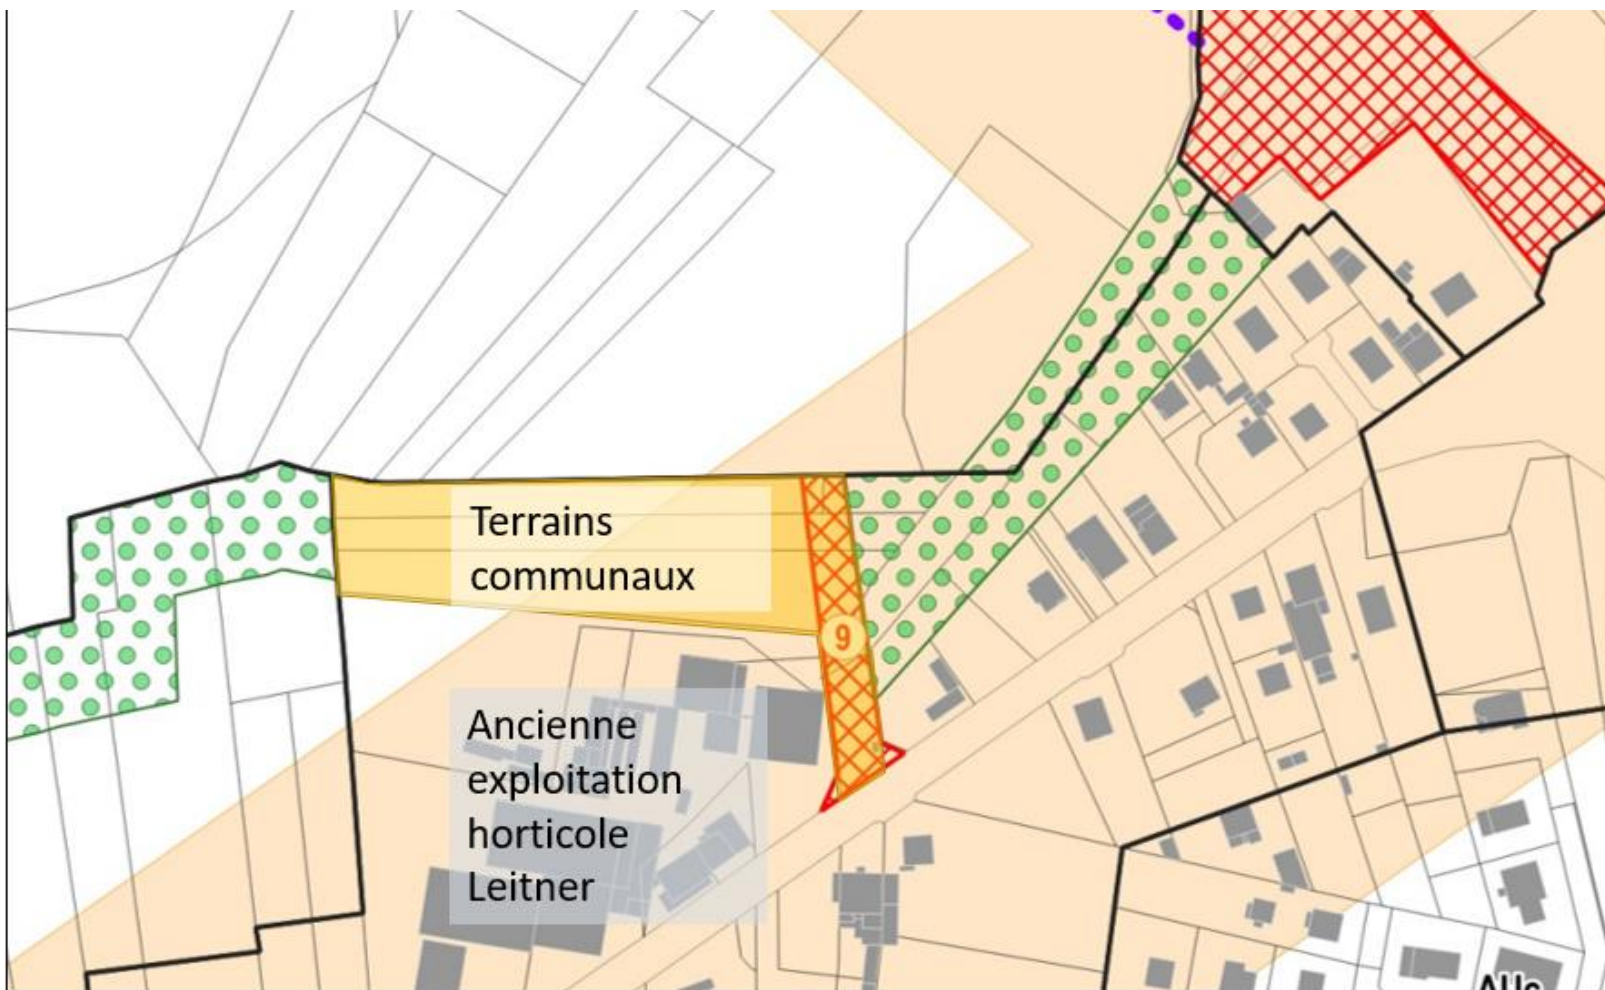 Terrains
communaux
9
Ancienne
exploitation
horticole
Leitner